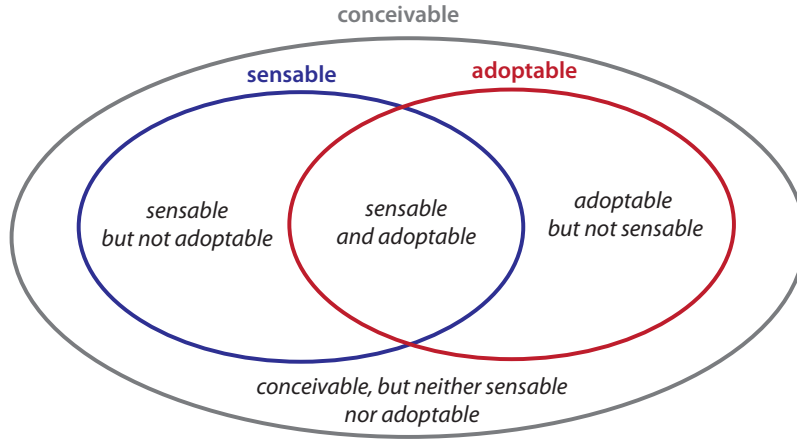 conceivable
sensable
adoptable
sensable
but not adoptable
sensable
and adoptable
adoptable
but not sensable
conceivable, but neither sensable
nor adoptable